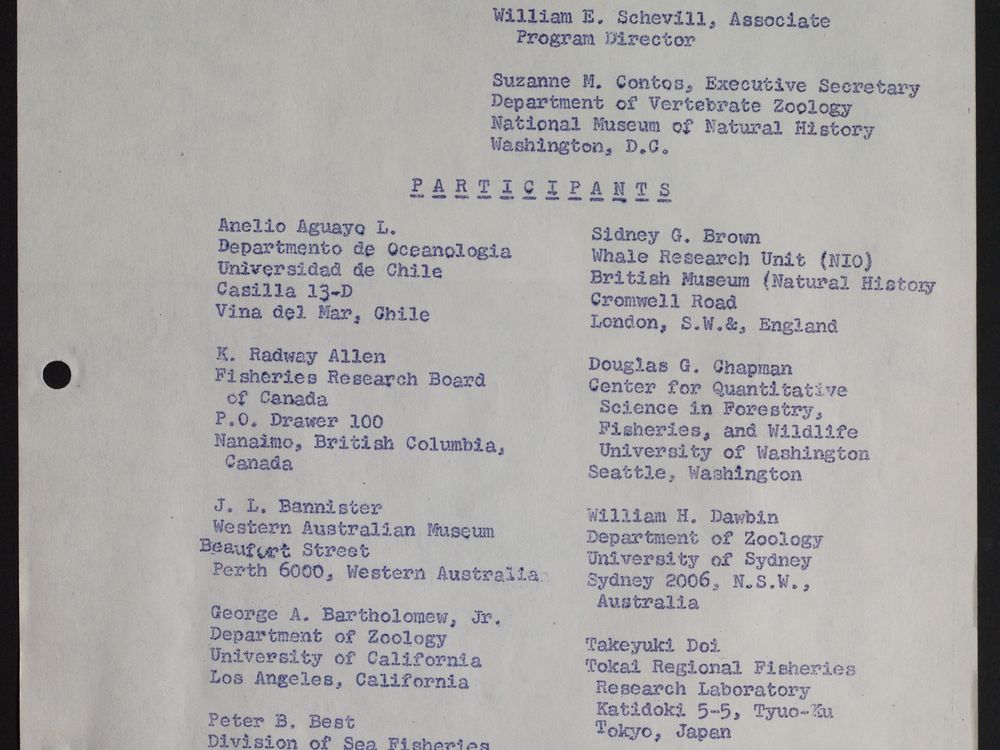 William E. Schevill, Associate
Program Director
Suzanne M. Contos, Executive Secretary
Department of Vertebrate Zoology
National Museum of Natural History
Washington, D.C.
PARTICIPANTS
Anelio Aguayo L.
Departmento de Oceanologia
Universidad de Chile
Casilla 13-D
Vina del Mar, Chile
K. Radway Allen
Fisheries Research Board
of Canada
P.O. Drawer 100
Nanaimo, British Columbia,
Canada
J. L. Bannister
Western Australian Museum
Beaufort Street
Perth 6000, Western Australia
George A. Bartholomew, Jr.
Department of Zoology
University of California
Los Angeles, California
Peter B. Best
Division of Sea Fisheries
Sidney G. Brown
Whale Research Unit (NIO)
British Museum (Natural History
Cromwell Road
London, S.W.&, England
Douglas G. Chapman
Center for Quantitative
Science in Forestry,
Fisheries, and Wildlife
University of Washington
Seattle, Washington
William H. Dawbin
Department of Zoology
University of Sydney
Sydney 2006, N.S.W.,
Australia
Takeyuki Doi
Tokai Regional Fisheries
Research Laboratory
Katidoki 5-5, Tyuo-Ku
Tokyo, Japan